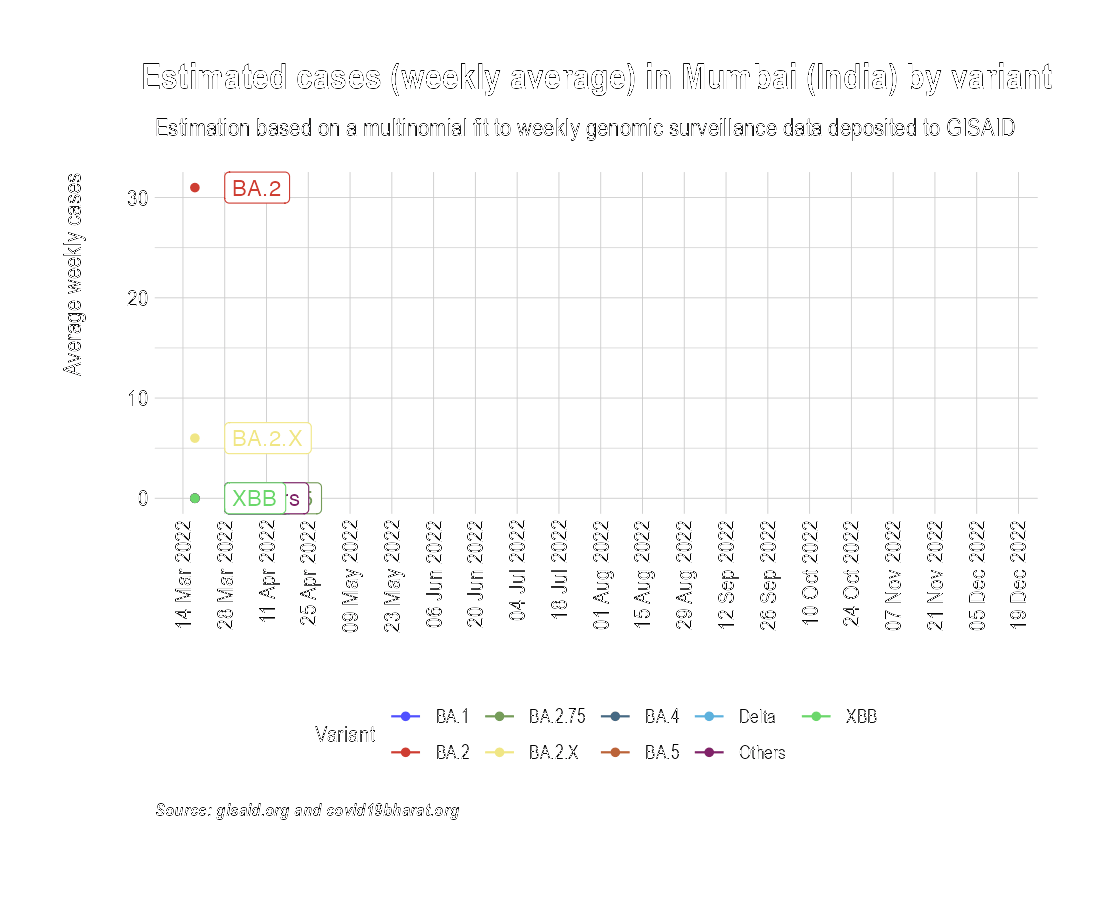 Estimated cases (weekly average) in Mumbai (India) by variant
Estimation based on a multinomial fit to weekly genomic surveillance data deposited to GISAID
Average weekly cases
30
20
10
0
BA.2
BA.2.X
XBB
rs
14 Mar 2022
28 Mar 2022
11 Apr 2022
25 Apr 2022
09 May 2022
23 May 2022
06 Jun 2022
20 Jun 2022
04 Jul 2022
18 Jul 2022
01 Aug 2022
15 Aug 2022
29 Aug 2022
12 Sep 2022
26 Sep 2022
10 Oct 2022
24 Oct 2022
07 Nov 2022
21 Nov 2022
05 Dec 2022
19 Dec 2022
Variant
BA.1 BA.2.75 BA.4 Delta XBB
BA.2 BA.2.X BA.5 Others
Source: gisaid.org and covid19bharat.org